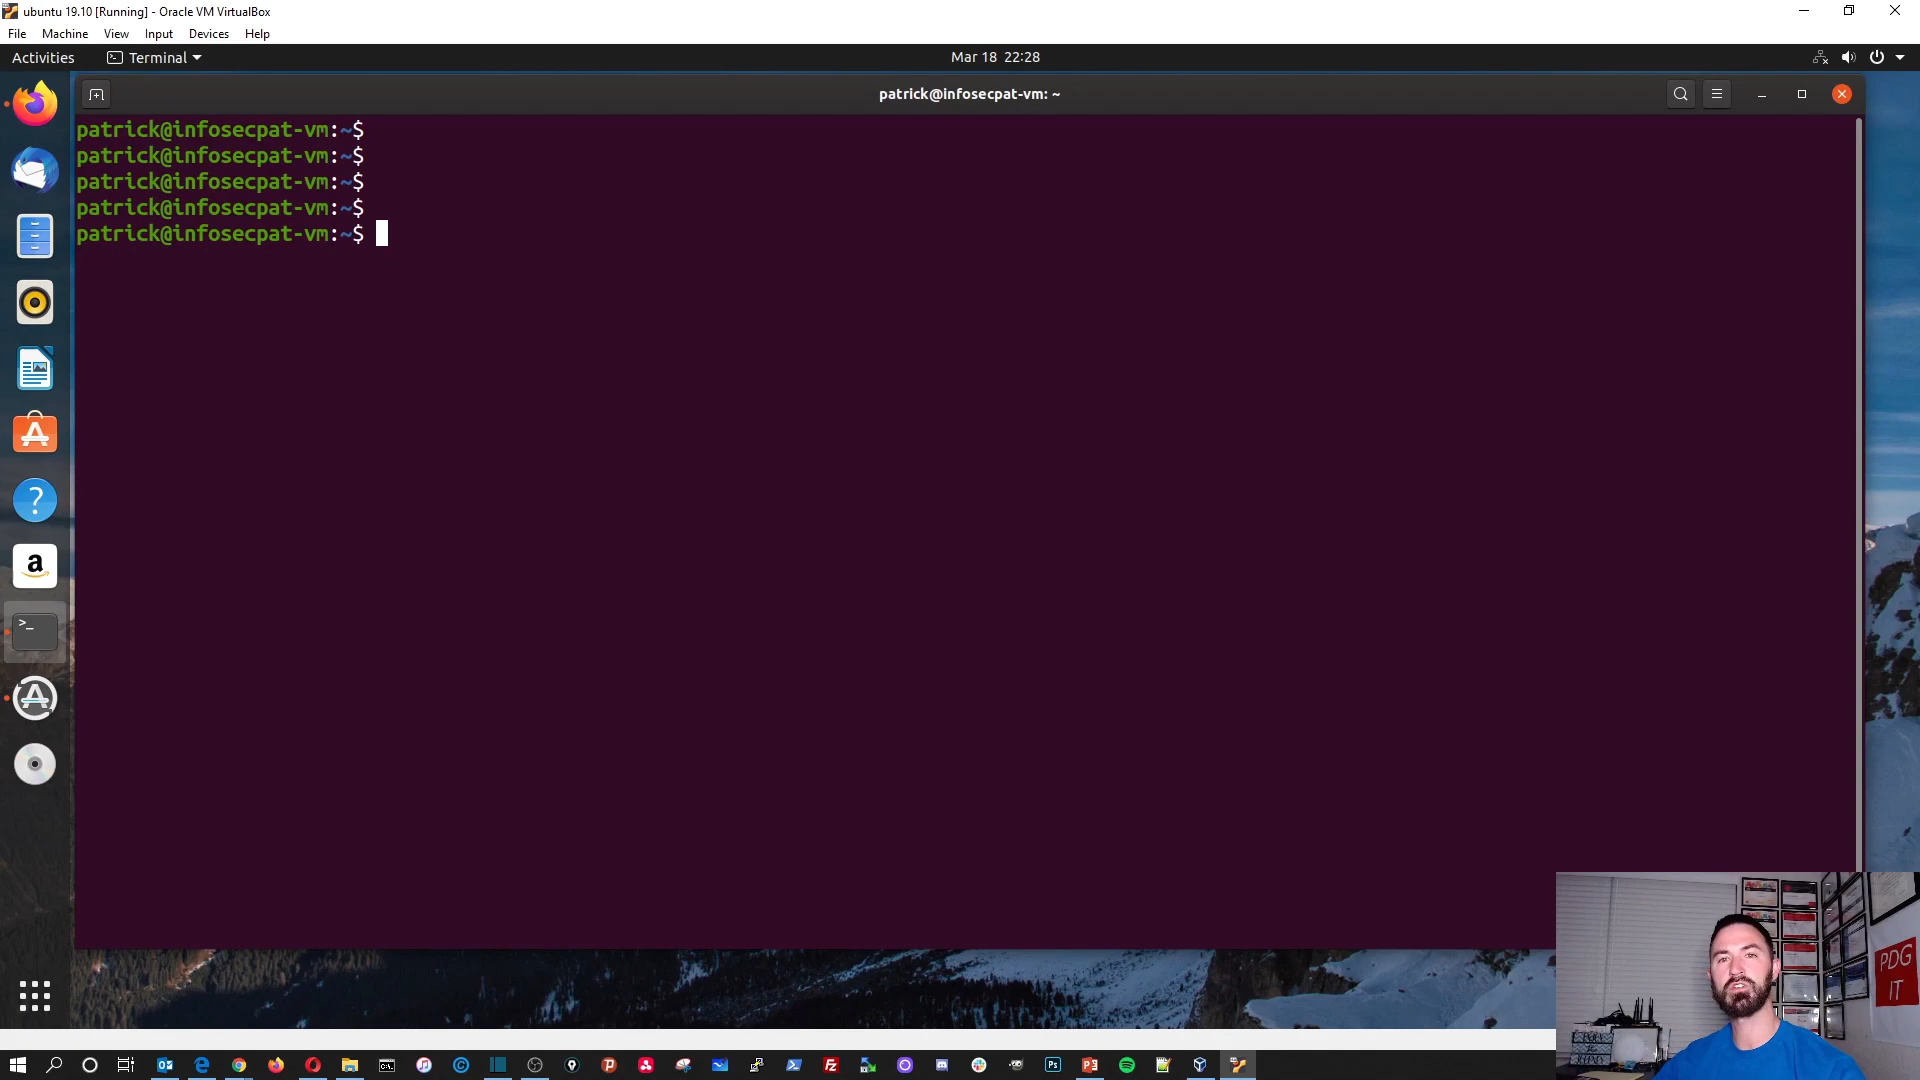 ubuntu 19.10 [Running] - Oracle VM VirtualBox
File Machine View Input Devices Help
Activities Terminal Mar 18 22:28
patrick@infosecpat-vm: ~
patrick@infosecpat-vm:~$
patrick@infosecpat-vm:~$
patrick@infosecpat-vm:~$
patrick@infosecpat-vm:~$
patrick@infosecpat-vm:~$
PDG
IT